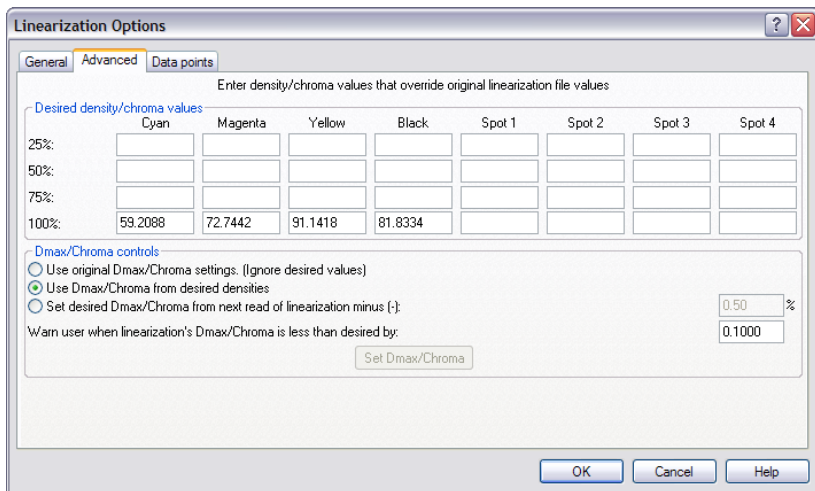 Linearization Options
General Advanced Data points
Enter density/chroma values that override original linearization file values
Desired density/chroma values
Cyan Magenta Yellow Black Spot 1 Spot 2 Spot 3 Spot 4
25%:
50%:
75%:
100%: 59.2088 72.7442 91.1418 81.8334
Dmax/Chroma controls
Use original Dmax/Chroma settings. (Ignore desired values)
Use Dmax/Chroma from desired densities
Set desired Dmax/Chroma from next read of linearization minus (-): 0.50 %
Warn user when linearization's Dmax/Chroma is less than desired by: 0.1000
Set Dmax/Chroma
OK Cancel Help